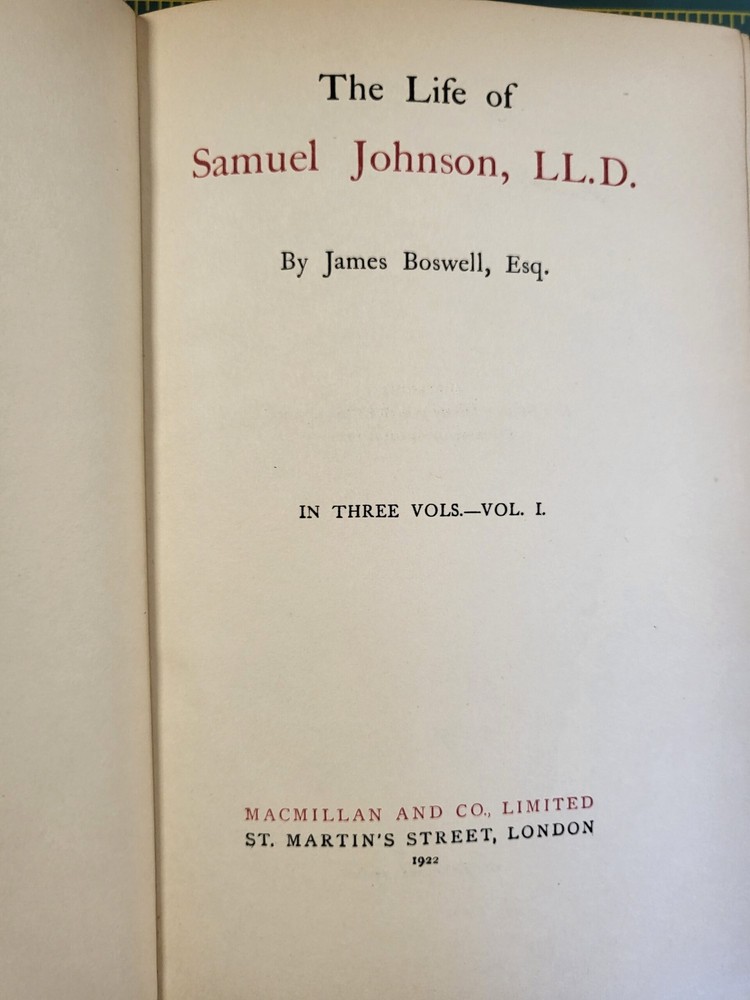 The Life of
Samuel Johnson, LL.D.
By James Boswell, Esq.
IN THREE VOLS.—VOL. I.
MACMILLAN AND CO., LIMITED
ST. MARTIN'S STREET, LONDON
1922